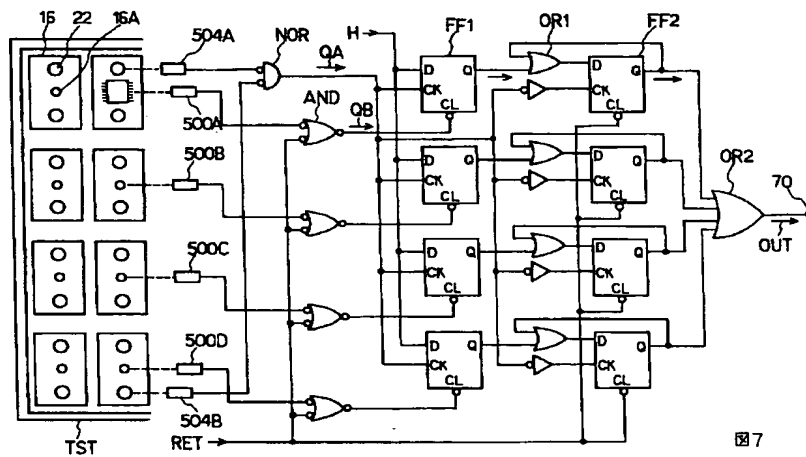 16 22 16A 504A NOR QA H FF1 OR1 FF2
D Q D Q
AND
500A QB CK CK
CL CL
500B D Q D Q OR2 70
CK CK
CL CL OUT
500C D Q D Q
CK CK
CL CL
500D D Q D Q
CK CK
504B CL CL
TST RET 図7